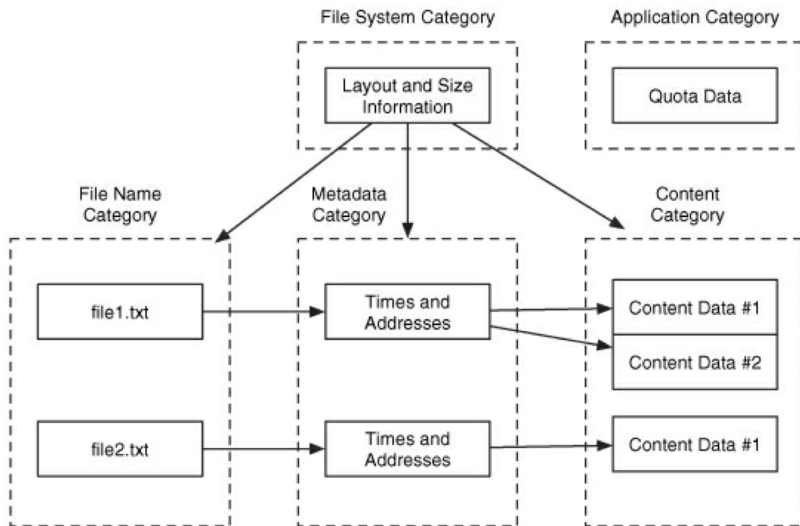 File System Category
Application Category
Layout and Size
Information
Quota Data
File Name
Category
Metadata
Category
Content
Category
file1.txt
Times and
Addresses
Content Data #1
Content Data #2
file2.txt
Times and
Addresses
Content Data #1